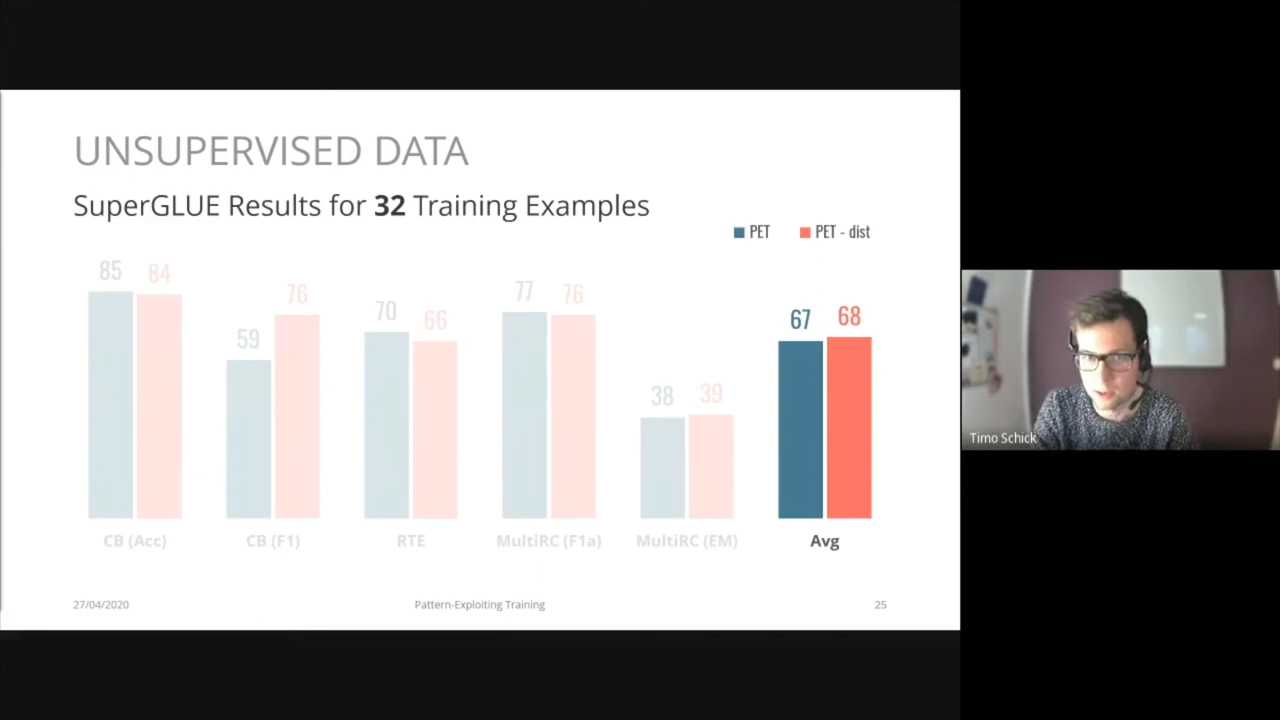 UNSUPERVISED DATA
SuperGLUE Results for 32 Training Examples
PET PET - dist
85 84 59 76 70 66 77 76 38 39 67 68
CB (Acc) CB (F1) RTE MultiRC (F1a) MultiRC (EM) Avg
27/04/2020 Pattern-Exploiting Training 25
Timo Schick